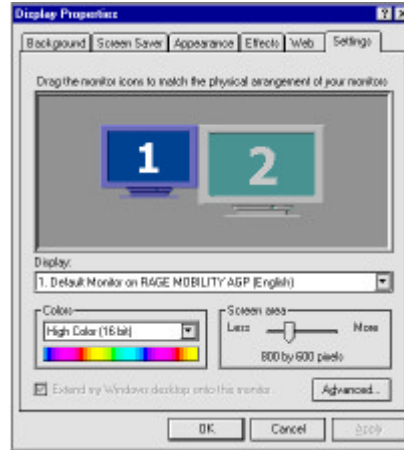 Display Properties
Background Screen Saver Appearance Effects Web Settings
Drag the monitor icons to match the physical arrangement of your monitors
1 2
Display:
1. Default Monitor on RAGE MOBILITY AGP (English)
Colors
High Color (16 bit)
Screen area
Less More
800 by 600 pixels
Extend my Windows desktop onto this monitor.
Advanced...
OK Cancel Apply